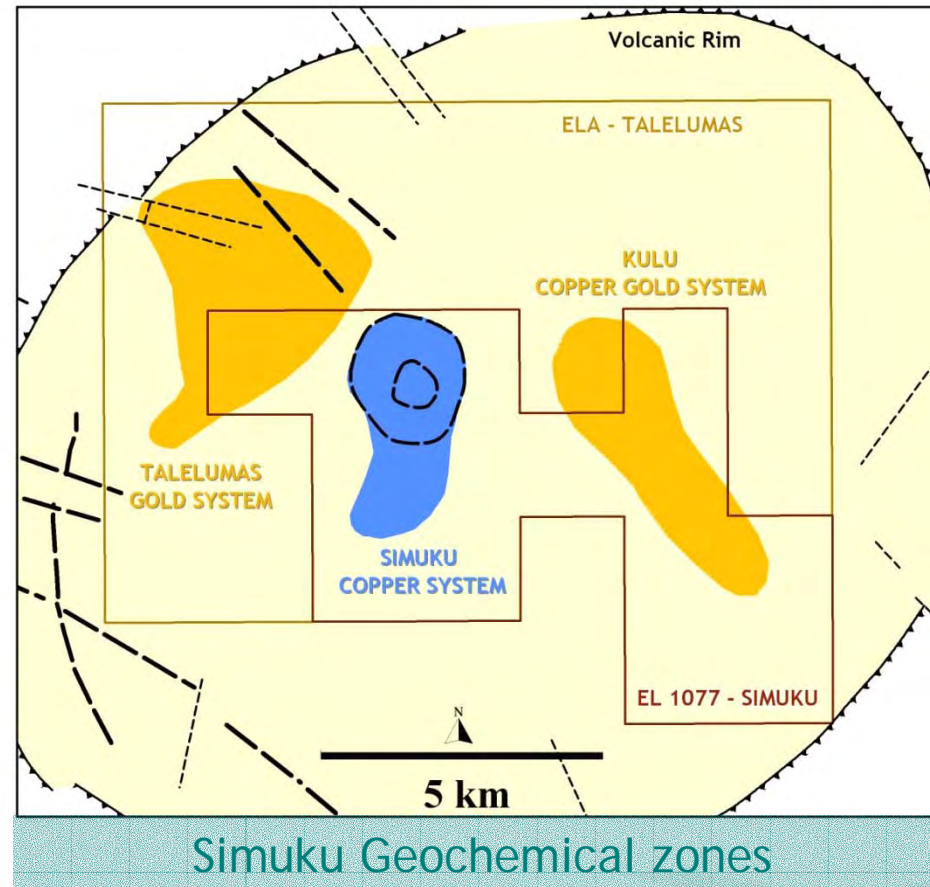 Volcanic Rim
ELA - TALELUMAS
KULU
COPPER GOLD SYSTEM
TALELUMAS
GOLD SYSTEM
SIMUKU
COPPER SYSTEM
EL 1077 - SIMUKU
N
5 km
Simuku Geochemical zones